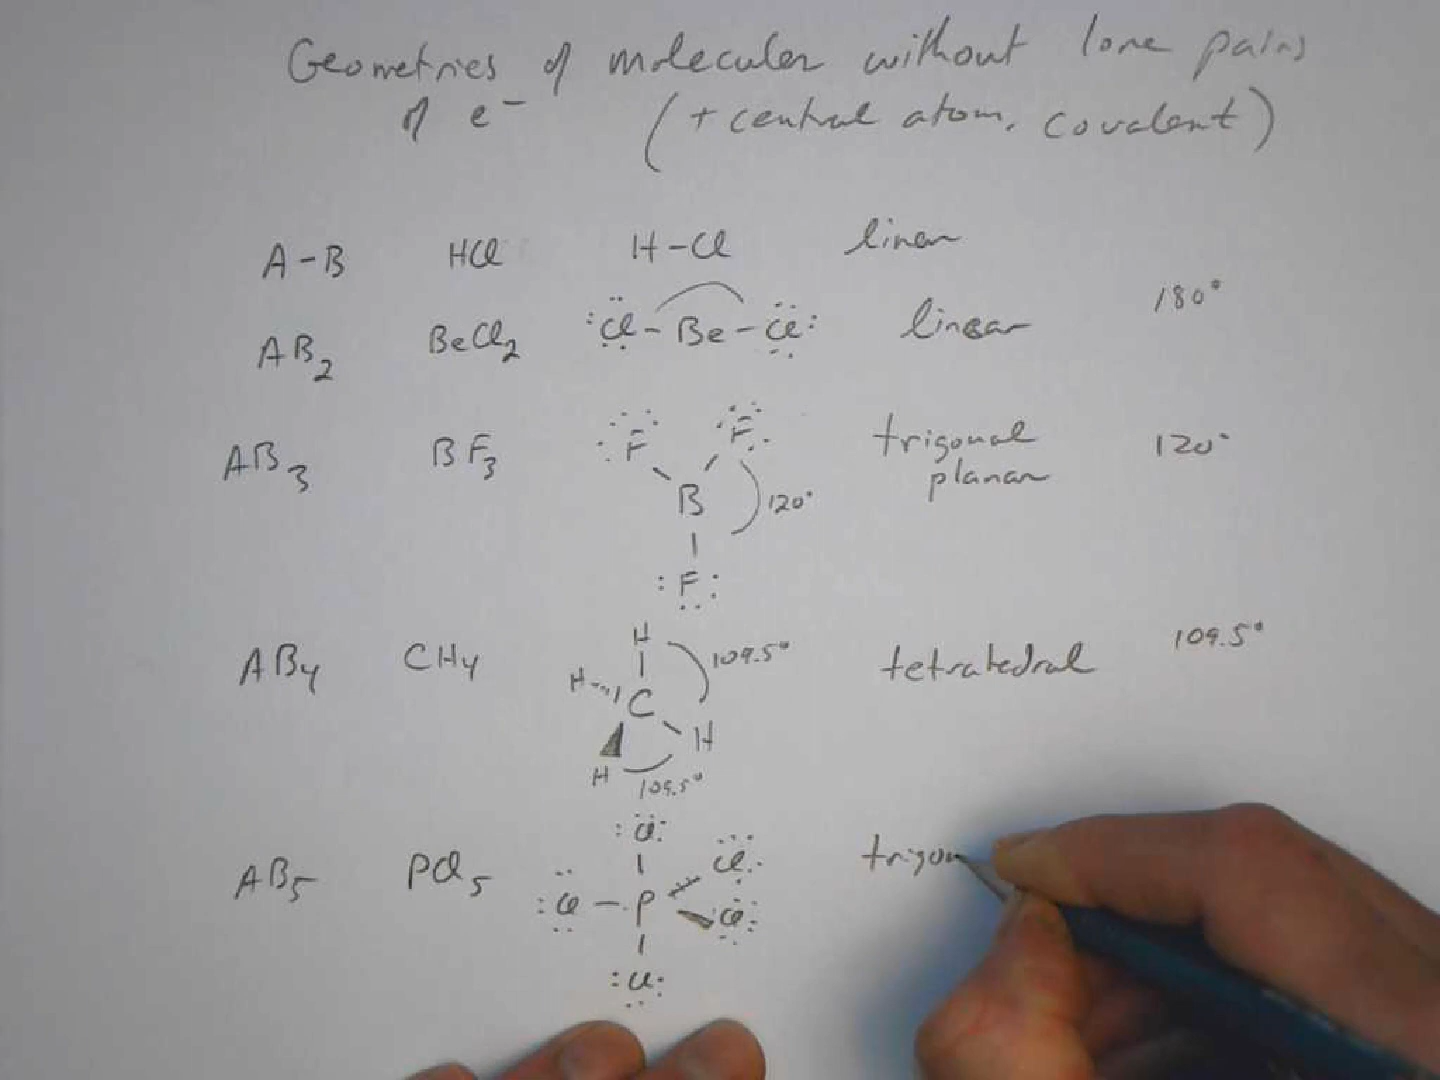 Geometries of molecules without lone pairs
of e⁻ (+ central atom, covalent)
A-B HCl H-Cl linear
AB2 BeCl2 :Cl-Be-Cl: linear 180°
AB3 BF3 F F trigonal planar 120°
B 120°
:F:
AB4 CH4 H 109.5° tetrahedral 109.5°
H C H
H 109.5°
:Cl:
AB5 PCl5 :Cl-P Cl Cl trigon
:Cl: